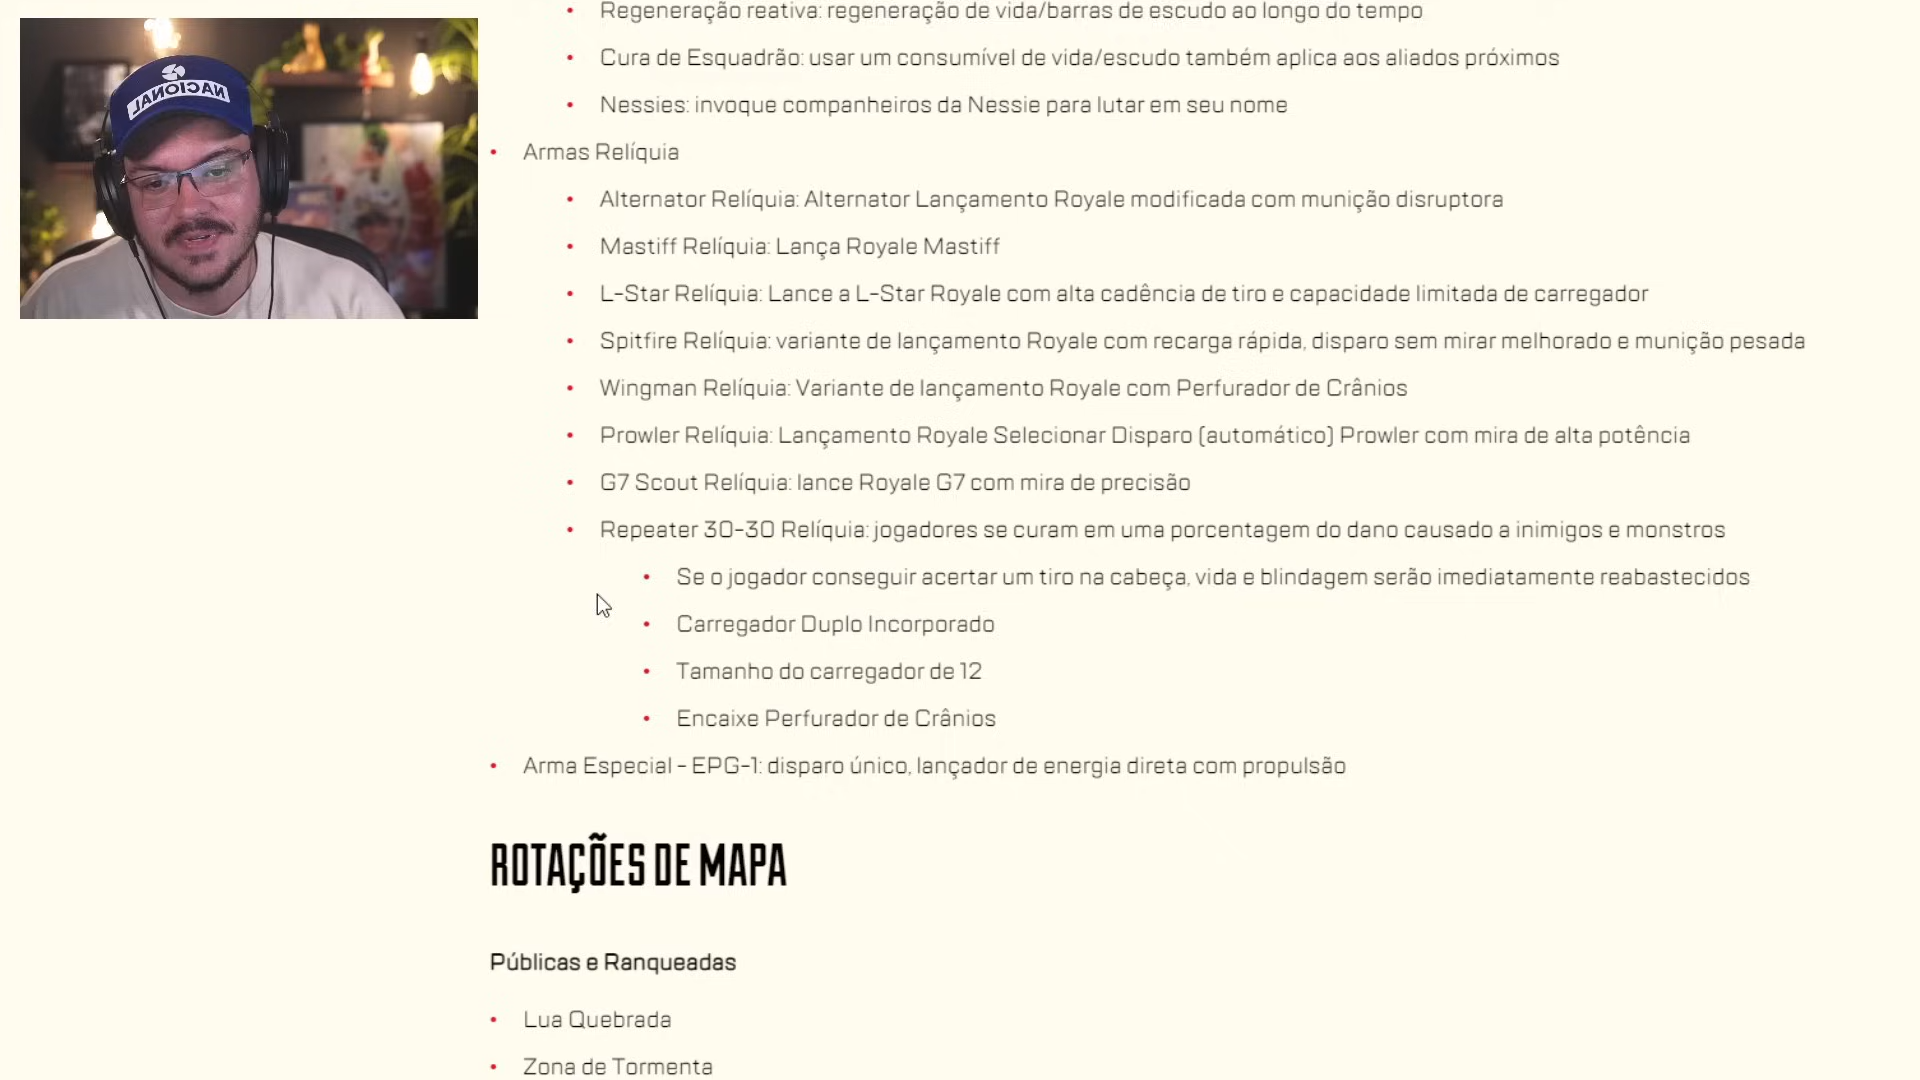 Regeneração reativa: regeneração de vida/barras de escudo ao longo do tempo
Cura de Esquadrão: usar um consumível de vida/escudo também aplica aos aliados próximos
Nessies: invoque companheiros da Nessie para lutar em seu nome
NACIONAL
Armas Relíquia
Alternator Relíquia: Alternator Lançamento Royale modificada com munição disruptora
Mastiff Relíquia: Lança Royale Mastiff
L-Star Relíquia: Lance a L-Star Royale com alta cadência de tiro e capacidade limitada de carregador
Spitfire Relíquia: variante de lançamento Royale com recarga rápida, disparo sem mirar melhorado e munição pesada
Wingman Relíquia: Variante de lançamento Royale com Perfurador de Crânios
Prowler Relíquia: Lançamento Royale Selecionar Disparo (automático) Prowler com mira de alta potência
G7 Scout Relíquia: lance Royale G7 com mira de precisão
Repeater 30-30 Relíquia: jogadores se curam em uma porcentagem do dano causado a inimigos e monstros
Se o jogador conseguir acertar um tiro na cabeça, vida e blindagem serão imediatamente reabastecidos
Carregador Duplo Incorporado
Tamanho do carregador de 12
Encaixe Perfurador de Crânios
Arma Especial - EPG-1: disparo único, lançador de energia direta com propulsão
ROTAÇÕES DE MAPA
Públicas e Ranqueadas
Lua Quebrada
Zona de Tormenta